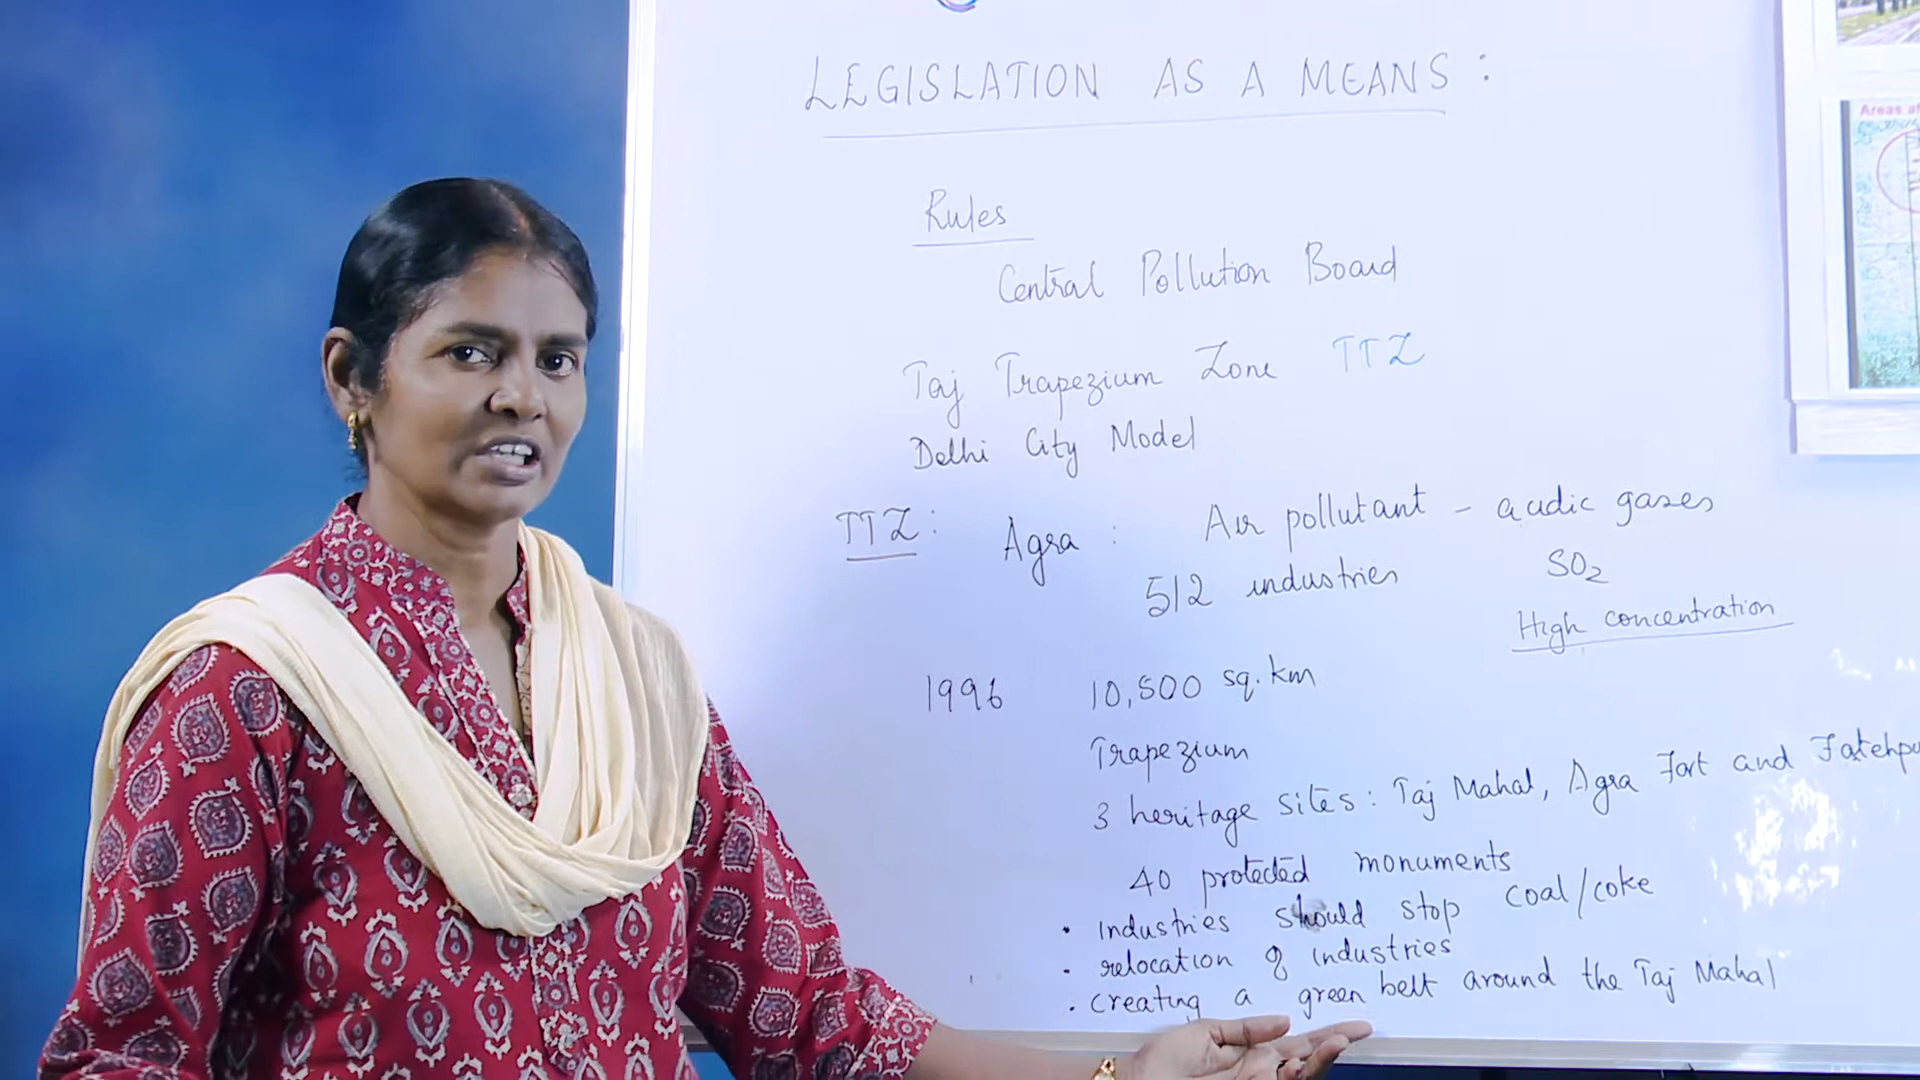 LEGISLATION AS A MEANS :
Rules
Central Pollution Board
Taj Trapezium Zone TTZ
Delhi City Model
TTZ : Agra : Air pollutant - acidic gases
512 industries SO2
High concentration
1996 10,500 sq.km
Trapezium
3 heritage sites : Taj Mahal, Agra Fort and Fatehpu
40 protected monuments
• industries should stop coal/coke
• relocation of industries
• creating a green belt around the Taj Mahal
Areas af